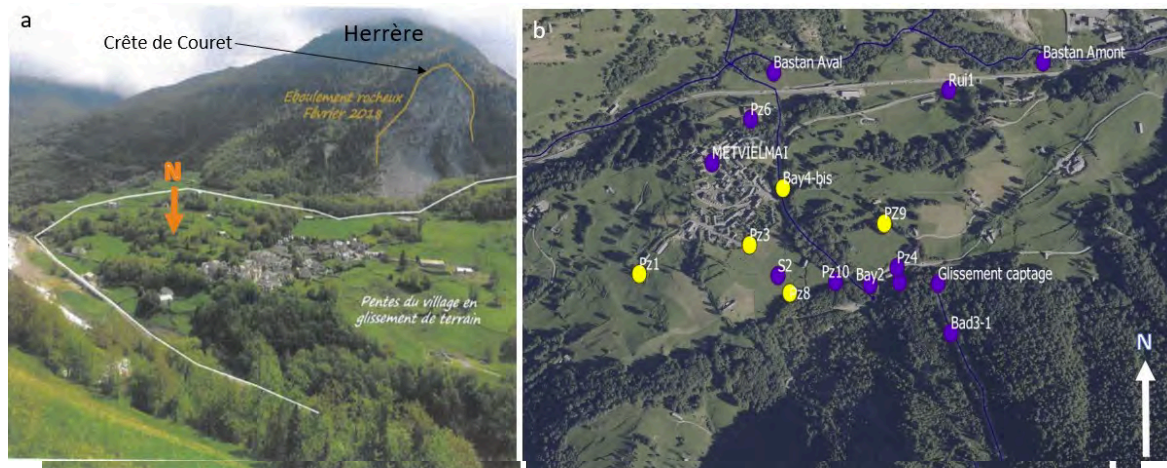 a
Herrère
Crête de Couret
Eboulement rocheux
Février 2018
N
Pentes du village en
glissement de terrain
b
Bastan Aval
Bastan Amont
Rui1
Pz6
METVIELMAI
Bay4-bis
PZ9
Pz3
Pz1
S2
Pz8
Pz10
Bay2
Pz4
Glissement captage
Bad3-1
N